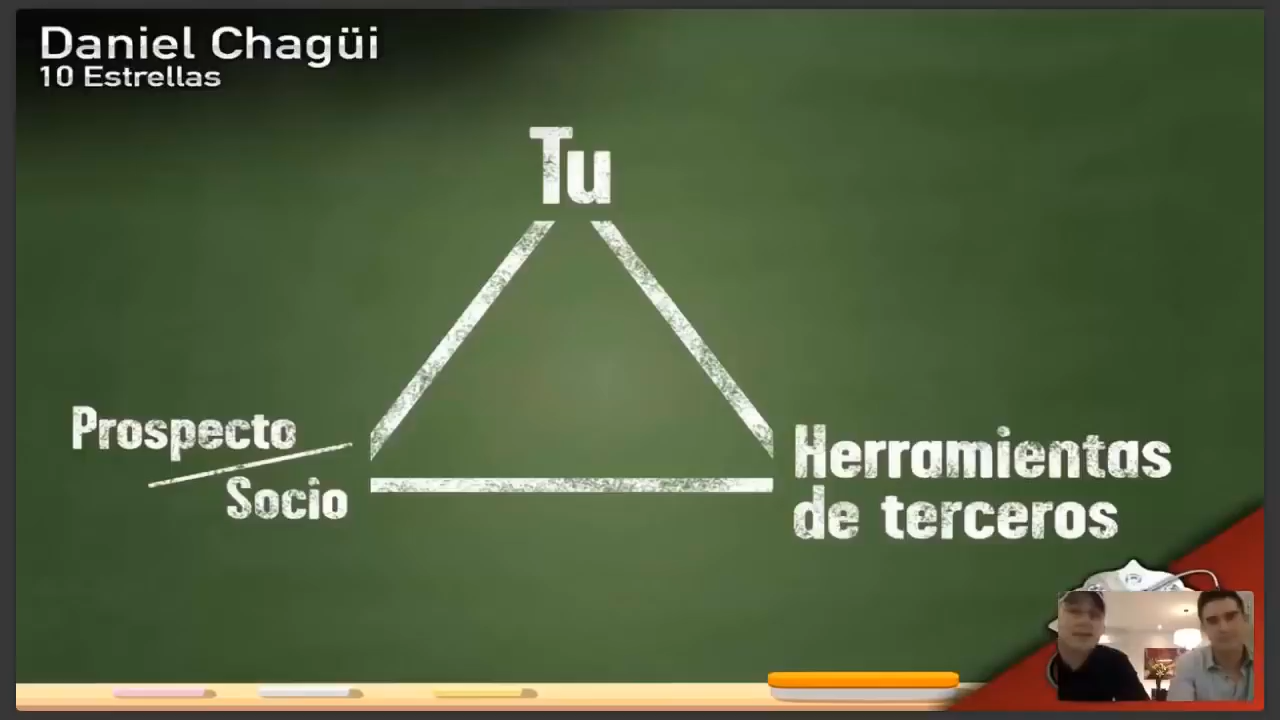 Daniel Chagüi
10 Estrellas
Tu
Prospecto
Socio
Herramientas
de terceros